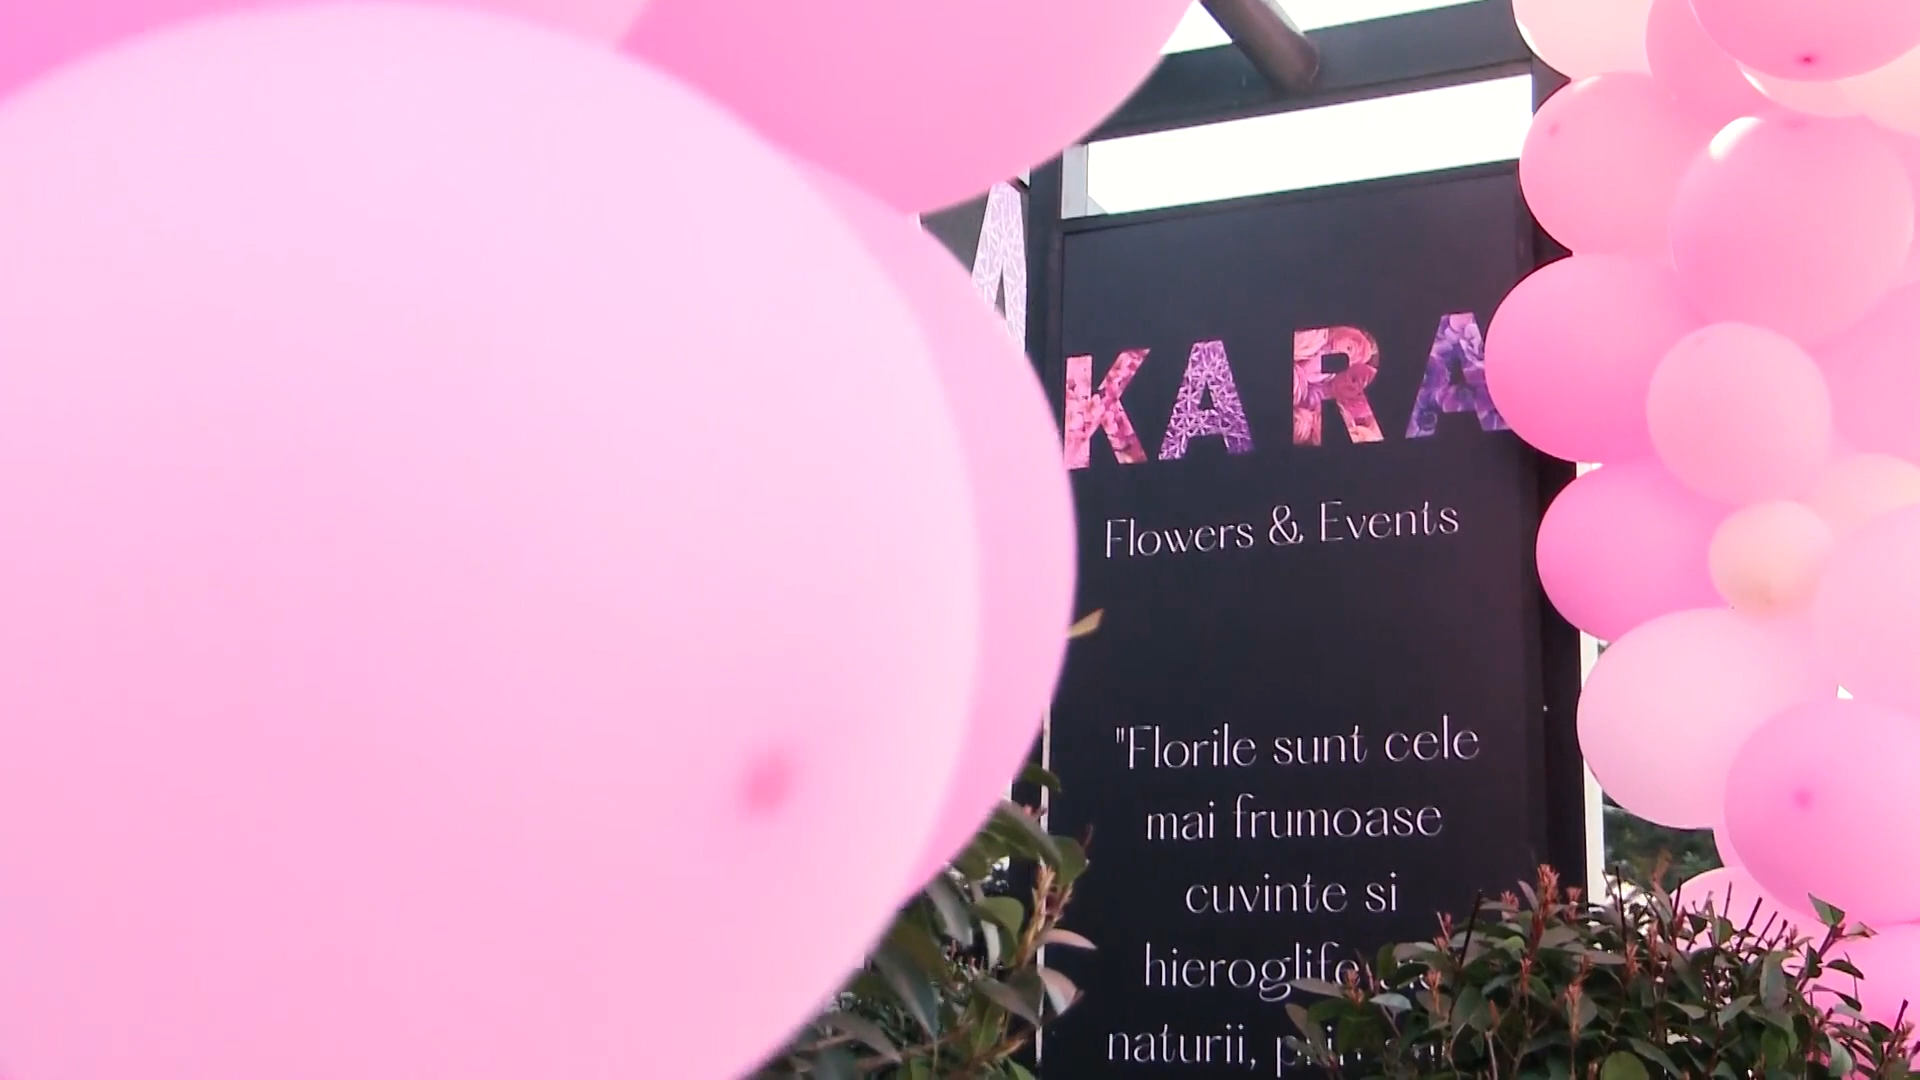 KARA
Flowers & Events
"Florile sunt cele
mai frumoase
cuvinte si
hieroglife
naturii,